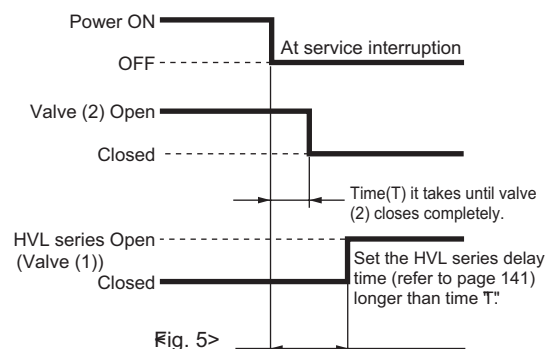 Power ON
At service interruption
OFF
Valve (2) Open
Closed
Time(T) it takes until valve
(2) closes completely.
HVL series Open
(Valve (1))
Closed
Set the HVL series delay
time (refer to page 141)
longer than time "T".
<Fig. 5>